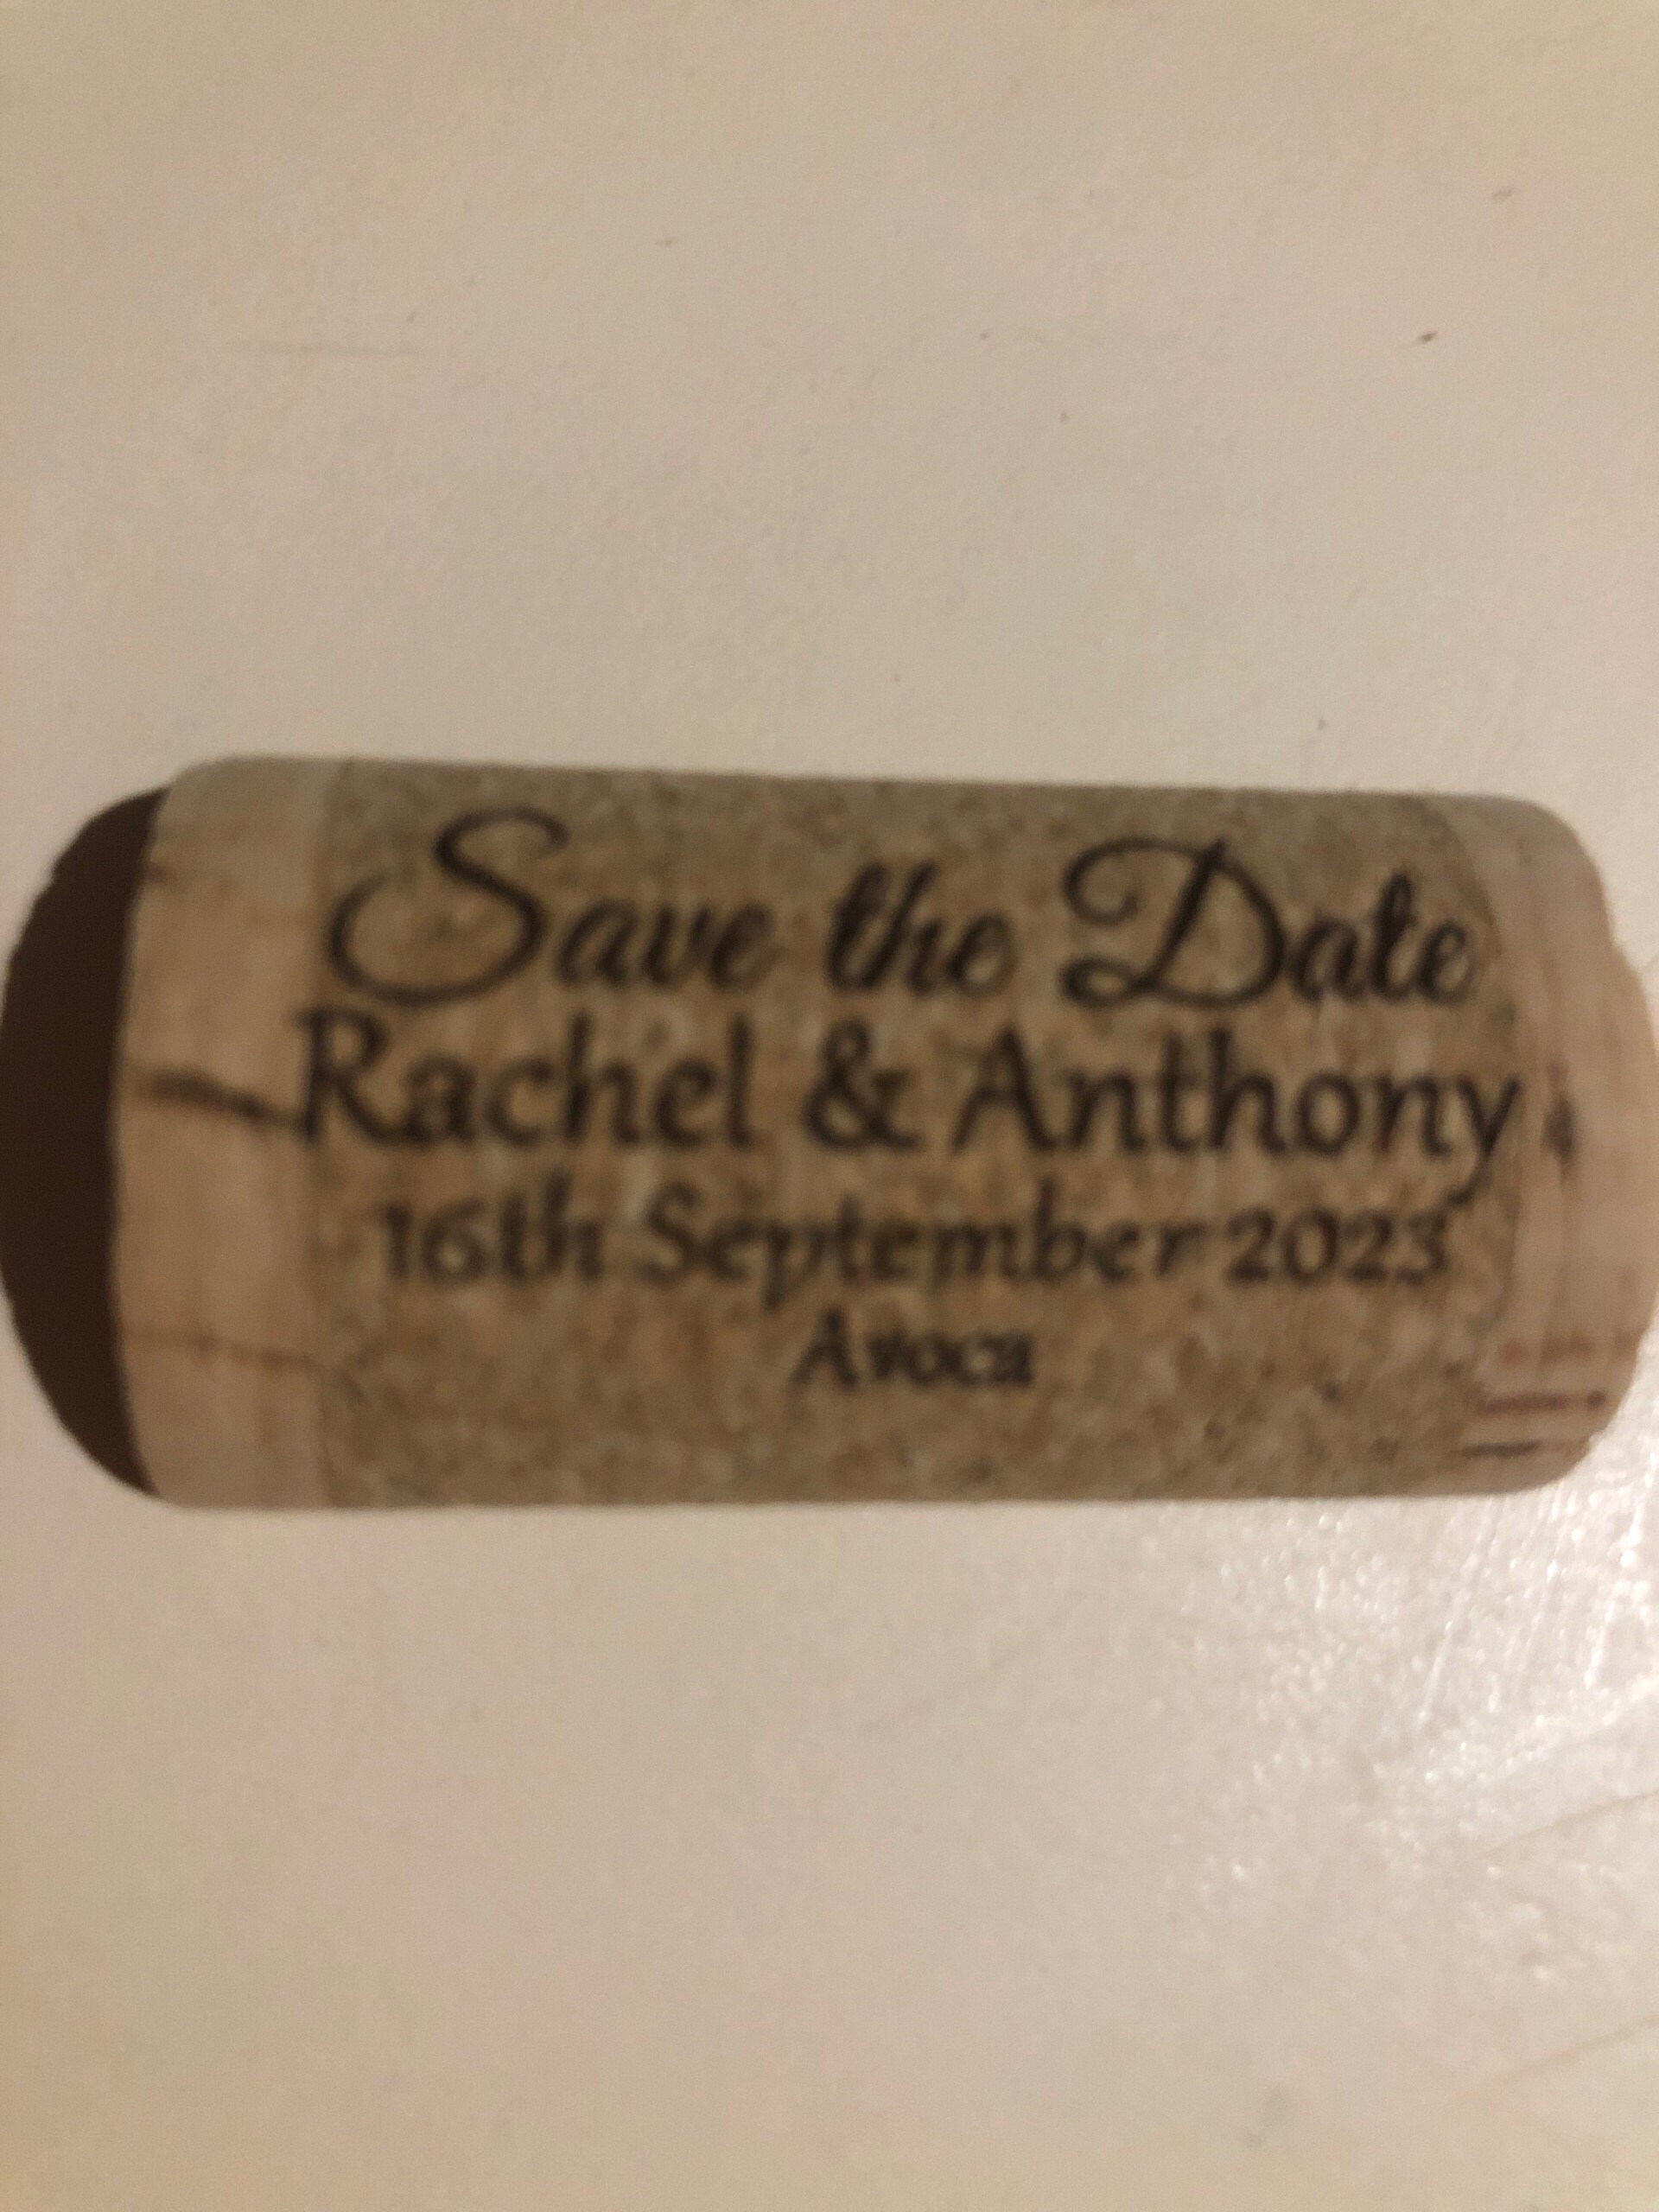 Save the Date
Rachel & Anthony
16th September 2023
Avoca